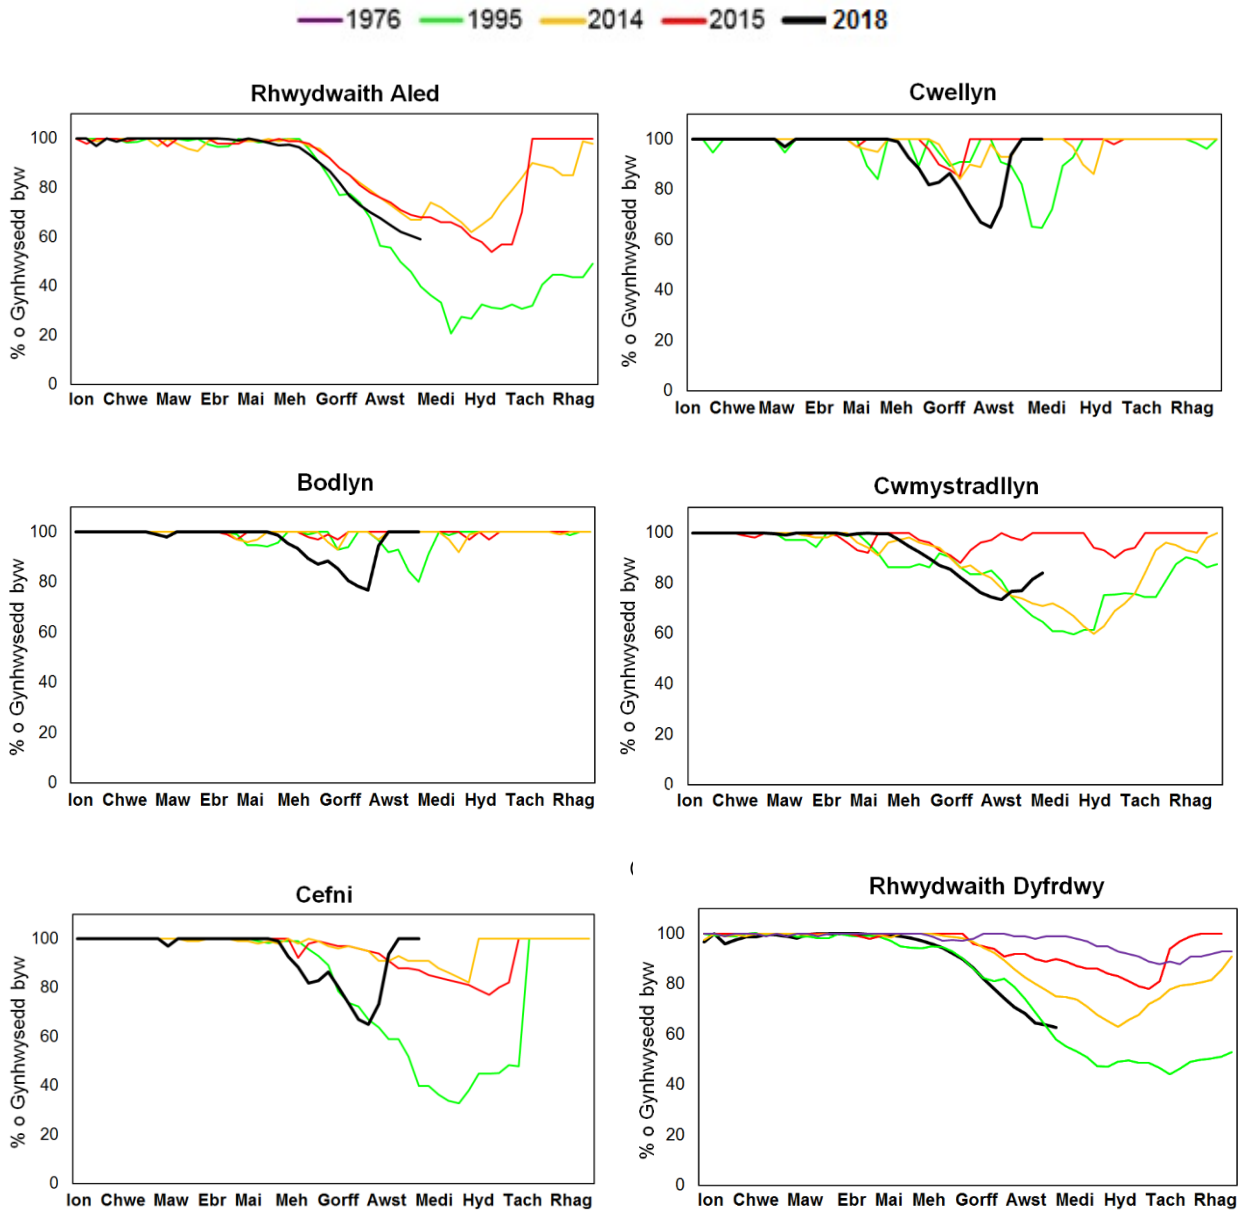 1976 1995 2014 2015 2018
Rhwydwaith Aled
% o Gynhwysedd byw
100
80
60
40
20
0
Ion Chwe Maw Ebr Mai Meh Gorff Awst Medi Hyd Tach Rhag
Cwellyn
% o Gwynhwysedd byw
100
80
60
40
20
0
Ion Chwe Maw Ebr Mai Meh Gorff Awst Medi Hyd Tach Rhag
Bodlyn
% o Gynhwysedd byw
100
80
60
40
20
0
Ion Chwe Maw Ebr Mai Meh Gorff Awst Medi Hyd Tach Rhag
Cwmystradllyn
% o Gynhwysedd byw
100
80
60
40
20
0
Ion Chwe Maw Ebr Mai Meh Gorff Awst Medi Hyd Tach Rhag
Cefni
% o Gynhwysedd byw
100
80
60
40
20
0
Ion Chwe Maw Ebr Mai Meh Gorff Awst Medi Hyd Tach Rhag
Rhwydwaith Dyfrdwy
% o Gynhwysedd byw
100
80
60
40
20
0
Ion Chwe Maw Ebr Mai Meh Gorff Awst Medi Hyd Tach Rhag